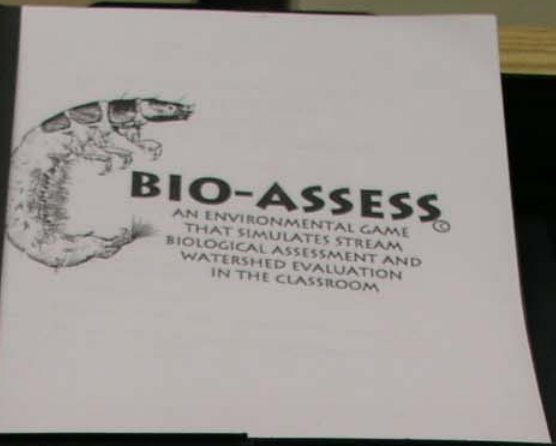 BIO-ASSESS©
AN ENVIRONMENTAL GAME
THAT SIMULATES STREAM
BIOLOGICAL ASSESSMENT AND
WATERSHED EVALUATION
IN THE CLASSROOM